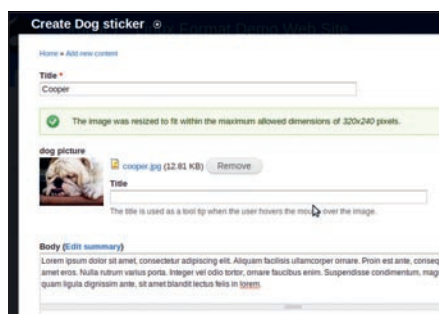 Create Dog sticker
Format Demo Web Site
Home » Add new content
Title *
Cooper
The image was resized to fit within the maximum allowed dimensions of 320x240 pixels.
dog picture
cooper.jpg (12.81 KB) Remove
Title
The title is used as a tool tip when the user hovers the mouse over the image.
Body (Edit summary)
Lorem ipsum dolor sit amet, consectetur adipiscing elit. Aliquam facilisis ullamcorper ornare. Proin est ante, conseq
amet eros. Nulla rutrum varius porta. Integer vel odio tortor, ornare faucibus enim. Suspendisse condimentum, mag
quam ligula dignissim ante, sit amet blandit lectus felis in lorem.